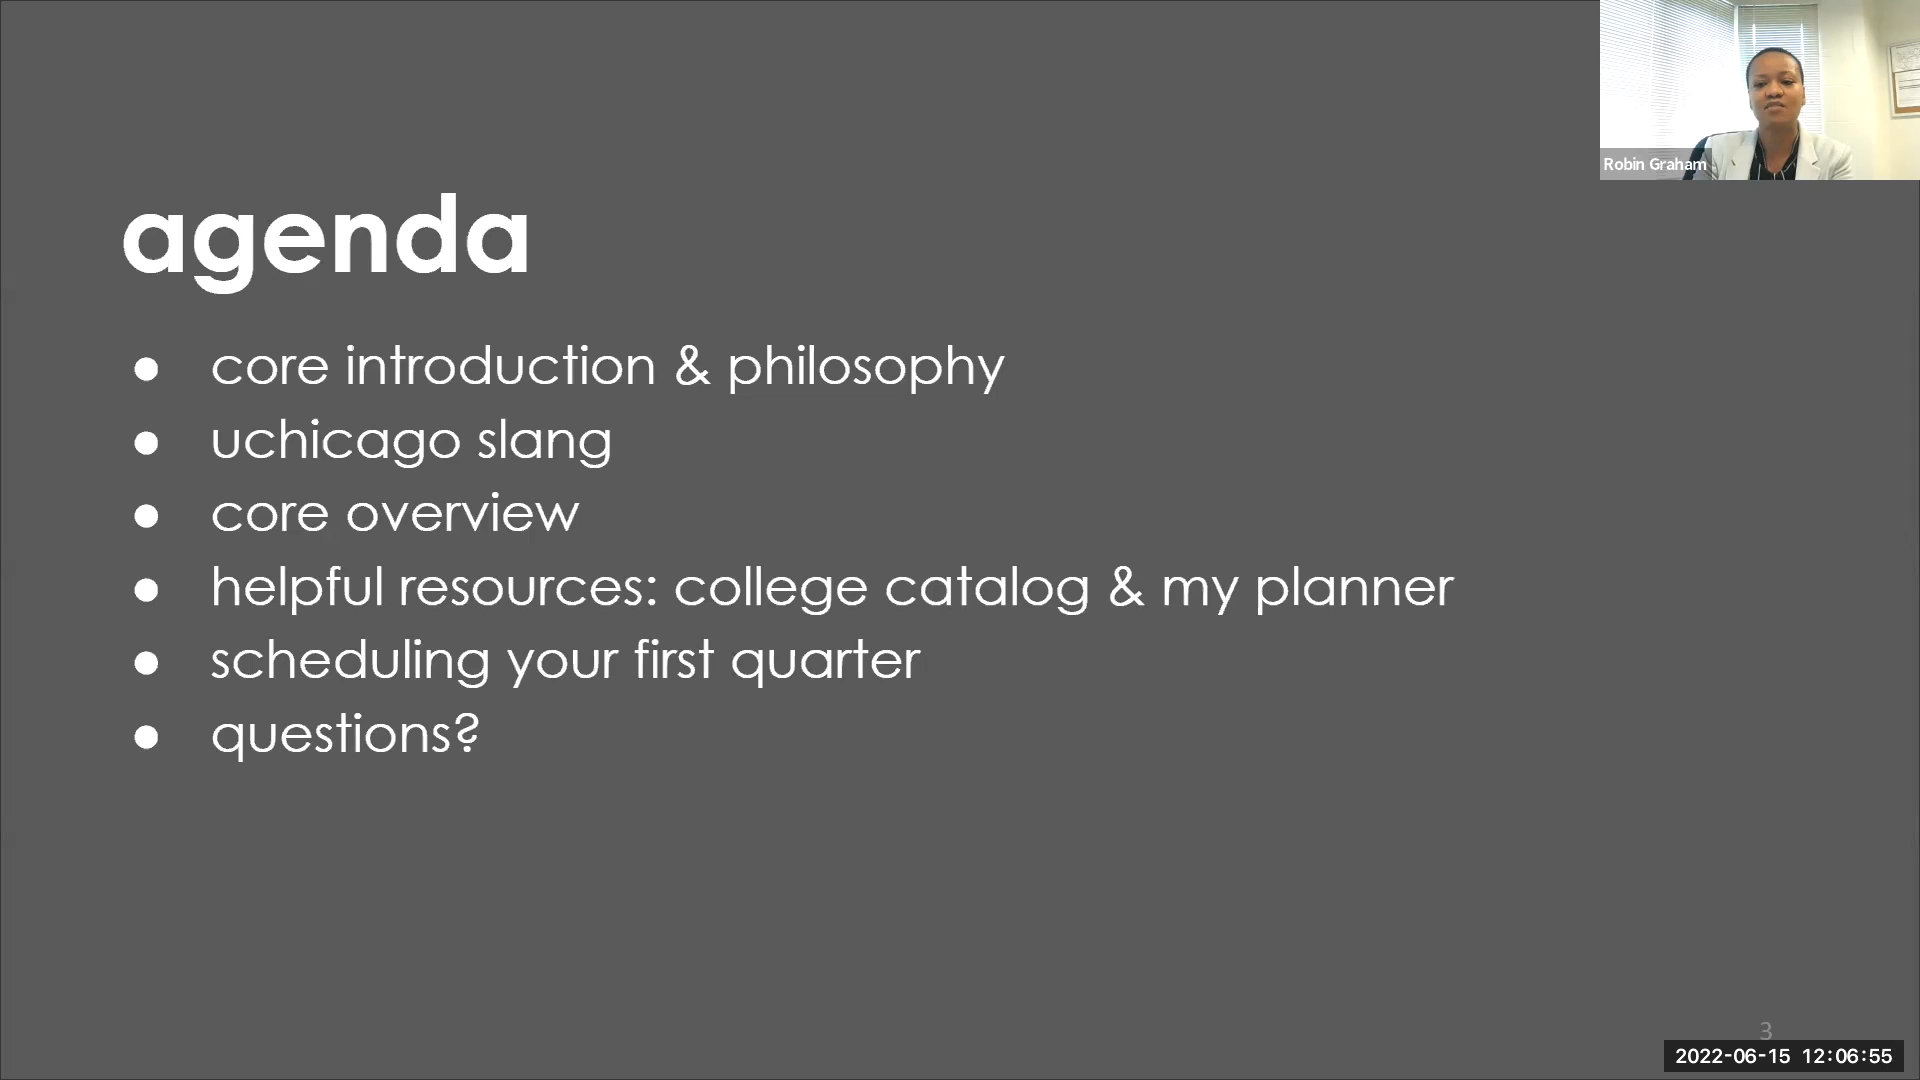 Robin Graham
agenda
● core introduction & philosophy
● uchicago slang
● core overview
● helpful resources: college catalog & my planner
● scheduling your first quarter
● questions?
3
2022-06-15 12:06:55